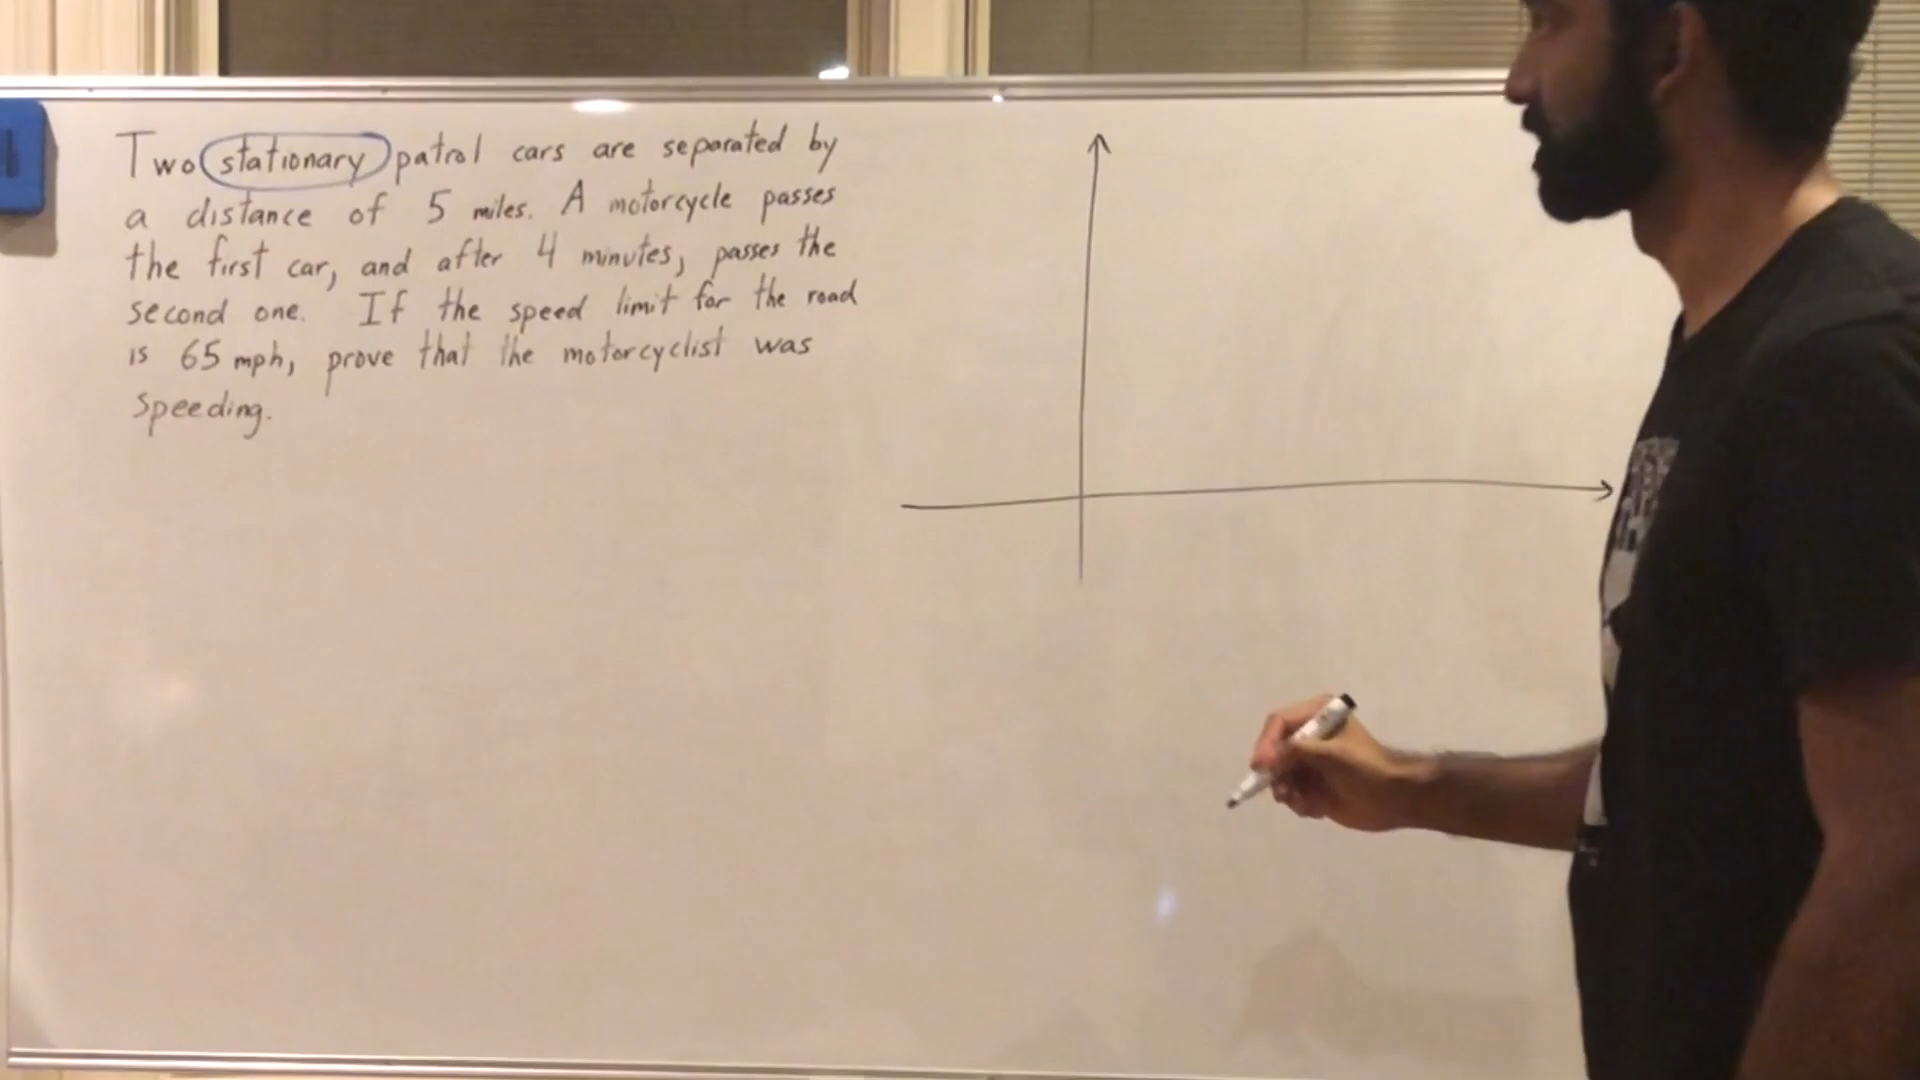 Two stationary patrol cars are separated by
a distance of 5 miles. A motorcycle passes
the first car, and after 4 minutes, passes the
second one. If the speed limit for the road
is 65 mph, prove that the motorcyclist was
speeding.